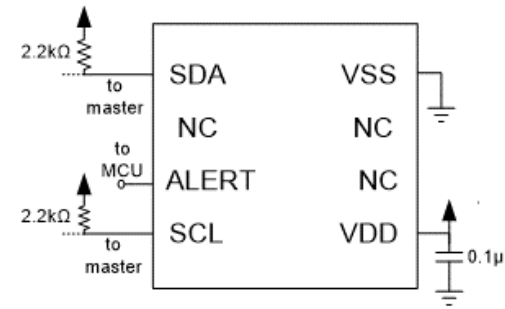 2.2kΩ
to
master
SDA
VSS
NC
NC
to
MCU
ALERT
NC
2.2kΩ
to
master
SCL
VDD
0.1μ